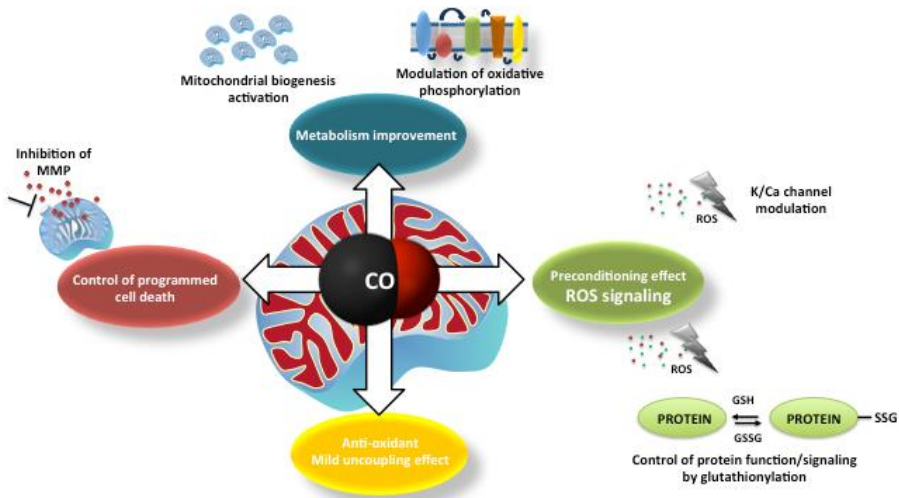 Mitochondrial biogenesis
activation
Modulation of oxidative
phosphorylation
Metabolism improvement
Inhibition of
MMP
Control of programmed
cell death
CO
ROS
K/Ca channel
modulation
Preconditioning effect
ROS signaling
ROS
PROTEIN
GSH
GSSG
PROTEIN
SSG
Control of protein function/signaling
by glutathionylation
Anti-oxidant
Mild uncoupling effect